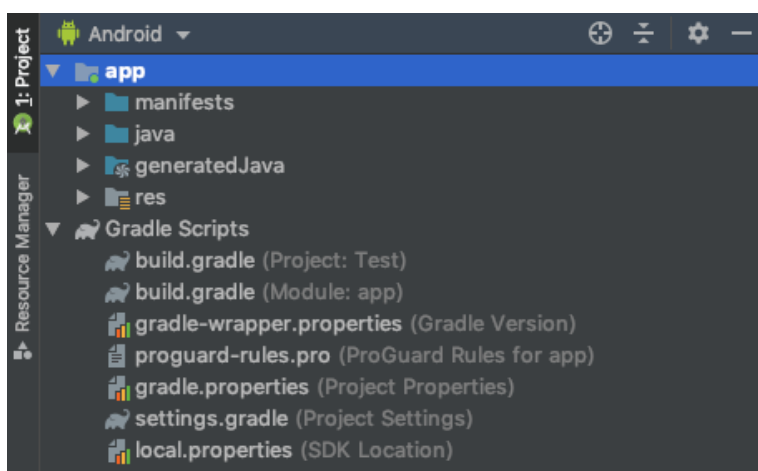 Android
1: Project
Resource Manager
app
manifests
java
generatedJava
res
Gradle Scripts
build.gradle (Project: Test)
build.gradle (Module: app)
gradle-wrapper.properties (Gradle Version)
proguard-rules.pro (ProGuard Rules for app)
gradle.properties (Project Properties)
settings.gradle (Project Settings)
local.properties (SDK Location)